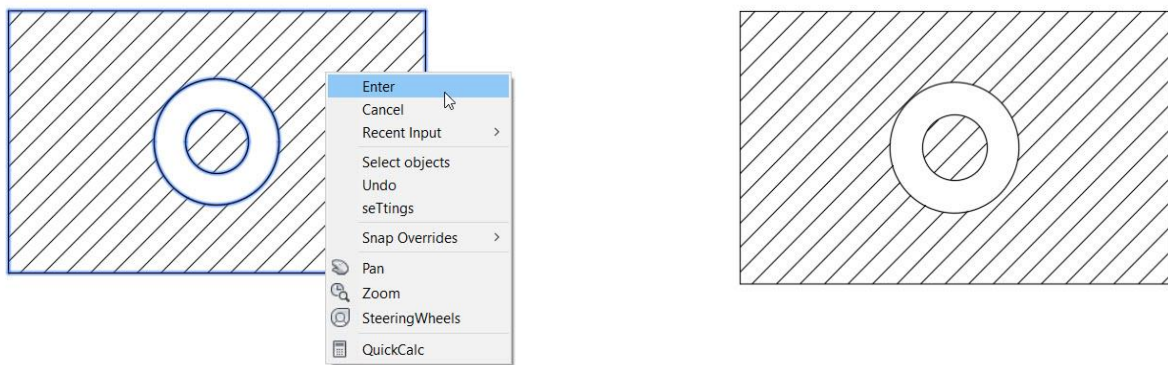 Enter
Cancel
Recent Input
Select objects
Undo
seTtings
Snap Overrides
Pan
Zoom
SteeringWheels
QuickCalc